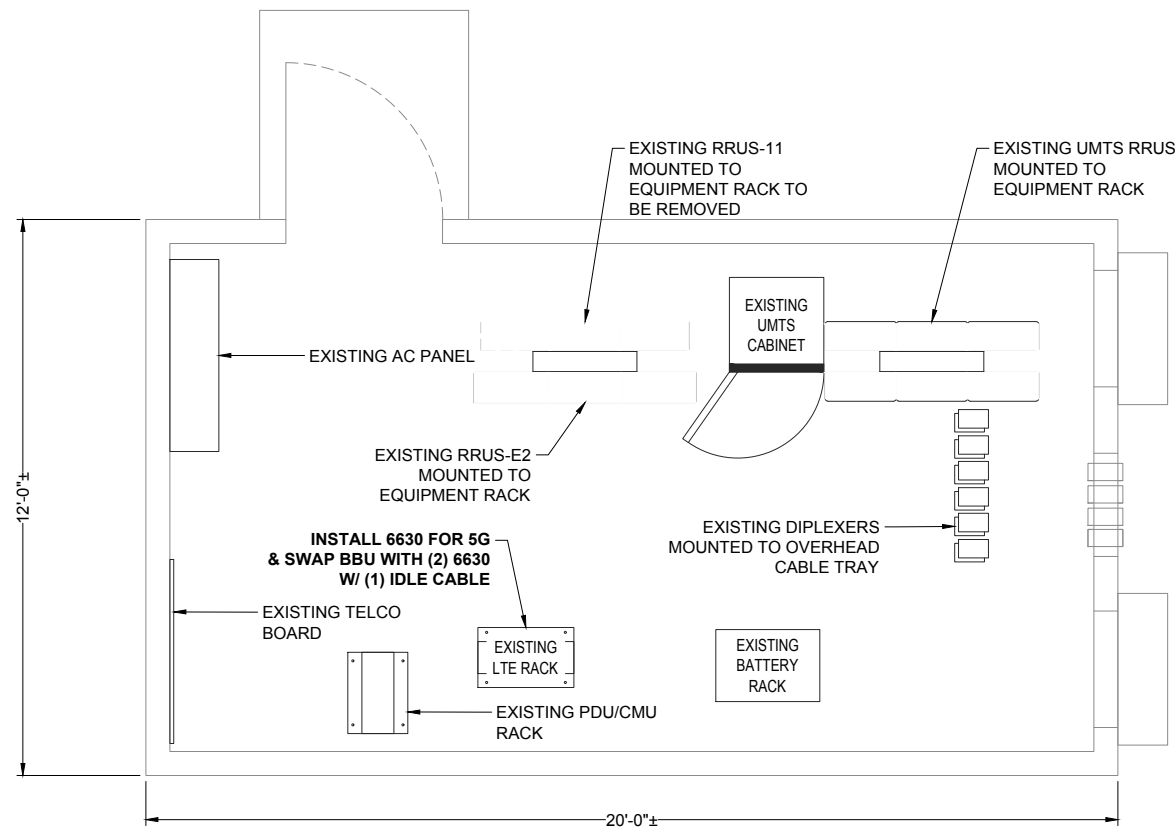 EXISTING RRUS-11
MOUNTED TO
EQUIPMENT RACK TO
BE REMOVED
EXISTING UMTS RRUS
MOUNTED TO
EQUIPMENT RACK
EXISTING
UMTS
CABINET
EXISTING AC PANEL
12'-0"±
EXISTING RRUS-E2
MOUNTED TO
EQUIPMENT RACK
EXISTING DIPLEXERS
MOUNTED TO OVERHEAD
CABLE TRAY
INSTALL 6630 FOR 5G
& SWAP BBU WITH (2) 6630
W/ (1) IDLE CABLE
EXISTING TELCO
BOARD
EXISTING
LTE RACK
EXISTING
BATTERY
RACK
EXISTING PDU/CMU
RACK
20'-0"±